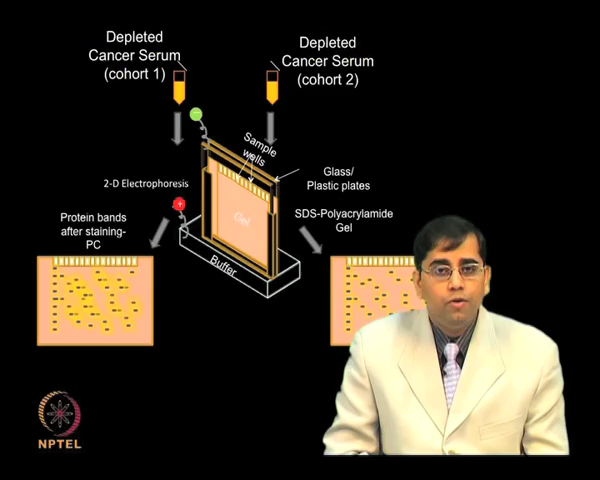 Depleted
Cancer Serum
(cohort 1)
Depleted
Cancer Serum
(cohort 2)
-
Sample
wells
Glass/
Plastic plates
2-D Electrophoresis
+
Gel
SDS-Polyacrylamide
Gel
Protein bands
after staining-
PC
Buffer
NPTEL